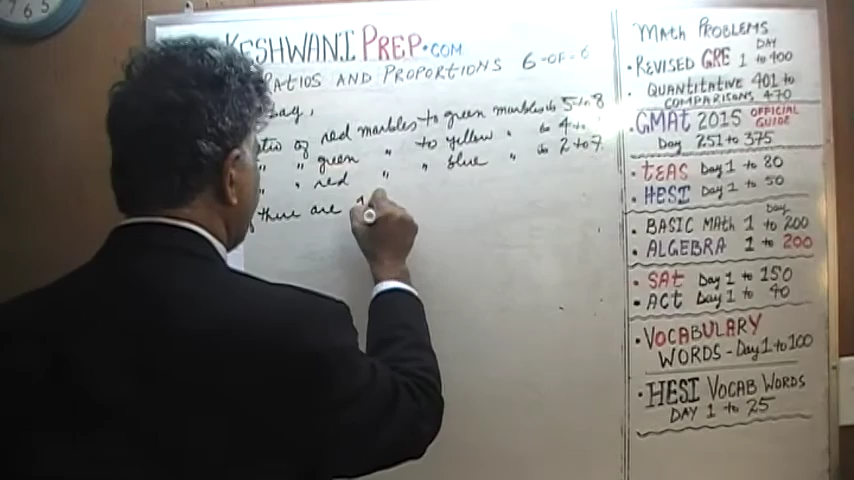 765
KESHWANI PREP.COM
RATIOS AND PROPORTIONS 6-OF-6
say,
ratio of red marbles to green marbles is 5 to 8
" " green " to yellow " is 4 to
" " red " " blue " is 2 to 7
there are
MATH PROBLEMS
DAY
• REVISED GRE 1 to 400
• QUANTITATIVE 401 to
COMPARISONS 470
• GMAT 2015 OFFICIAL GUIDE
DAY 251 to 375
• TEAS Day 1 to 80
• HESI Day 1 to 50
Day
• BASIC MATH 1 to 200
• ALGEBRA 1 to 200
• SAT Day 1 to 150
• ACT Day 1 to 40
• VOCABULARY
WORDS - Day 1 to 100
• HESI VOCAB WORDS
DAY 1 to 25